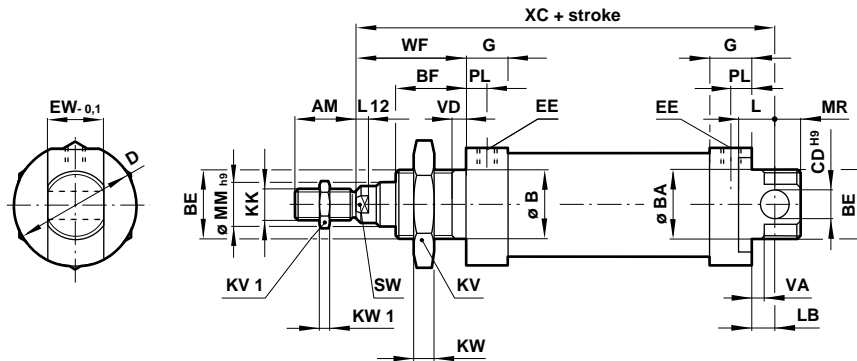 XC + stroke
WF G G
BF PL PL
EW- 0,1 AM L 12 VD EE EE L MR
D
CD H9
BE ø MM h9 KK ø B ø BA BE
KV 1 SW KV VA
KW 1 LB
KW